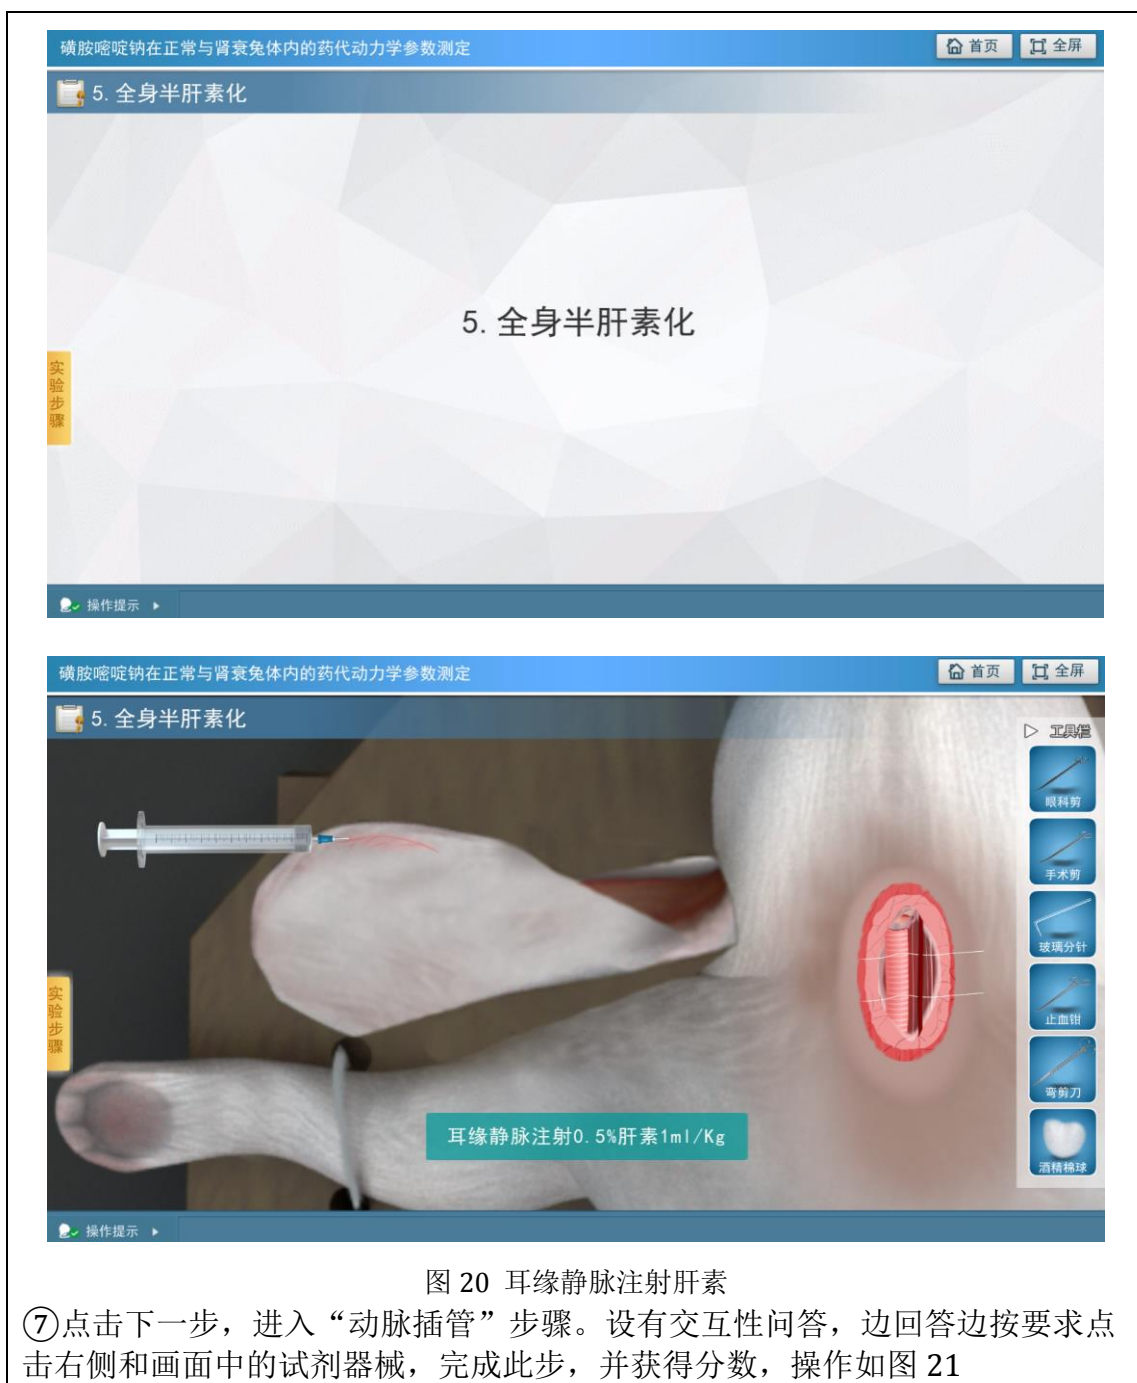 磺胺嘧啶钠在正常与肾衰兔体内的药代动力学参数测定
首页
全屏
5. 全身半肝素化
5. 全身半肝素化
实验步骤
操作提示
磺胺嘧啶钠在正常与肾衰兔体内的药代动力学参数测定
首页
全屏
5. 全身半肝素化
工具栏
眼科剪
手术剪
玻璃分针
止血钳
弯剪刀
酒精棉球
实验步骤
耳缘静脉注射0.5%肝素1ml/Kg
操作提示
图 20 耳缘静脉注射肝素
⑦点击下一步，进入“动脉插管”步骤。设有交互性问答，边回答边按要求点
击右侧和画面中的试剂器械，完成此步，并获得分数，操作如图 21